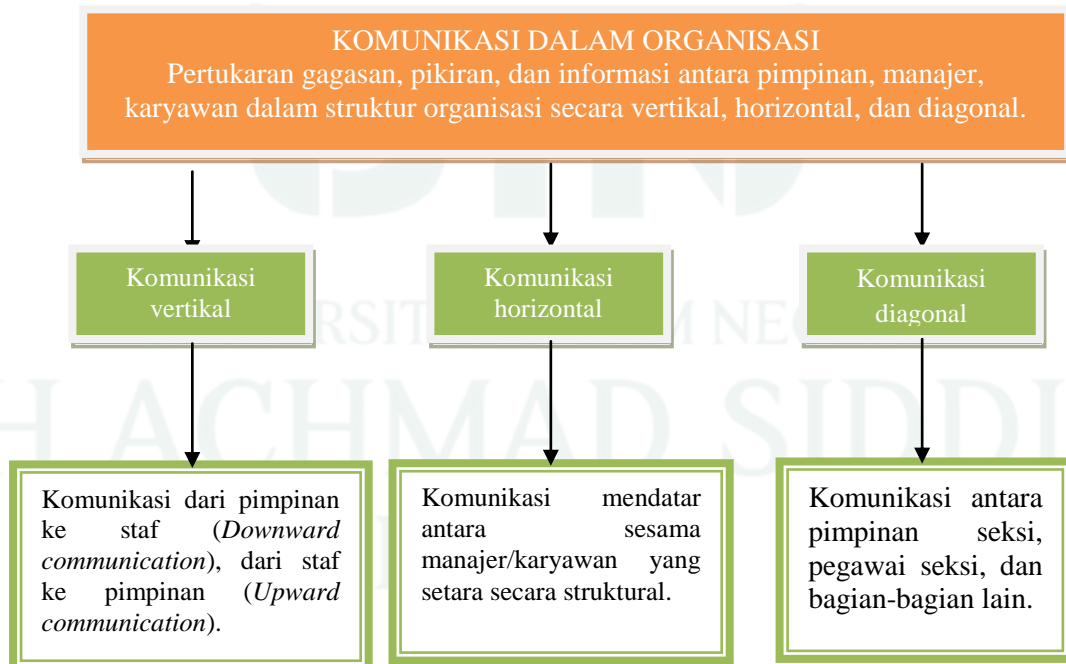 KOMUNIKASI DALAM ORGANISASI
Pertukaran gagasan, pikiran, dan informasi antara pimpinan, manajer,
karyawan dalam struktur organisasi secara vertikal, horizontal, dan diagonal.
Komunikasi
vertikal
Komunikasi
horizontal
Komunikasi
diagonal
Komunikasi dari pimpinan
ke staf (Downward
communication), dari staf
ke pimpinan (Upward
communication).
Komunikasi mendatar
antara sesama
manajer/karyawan yang
setara secara struktural.
Komunikasi antara
pimpinan seksi,
pegawai seksi, dan
bagian-bagian lain.
ACHMAD